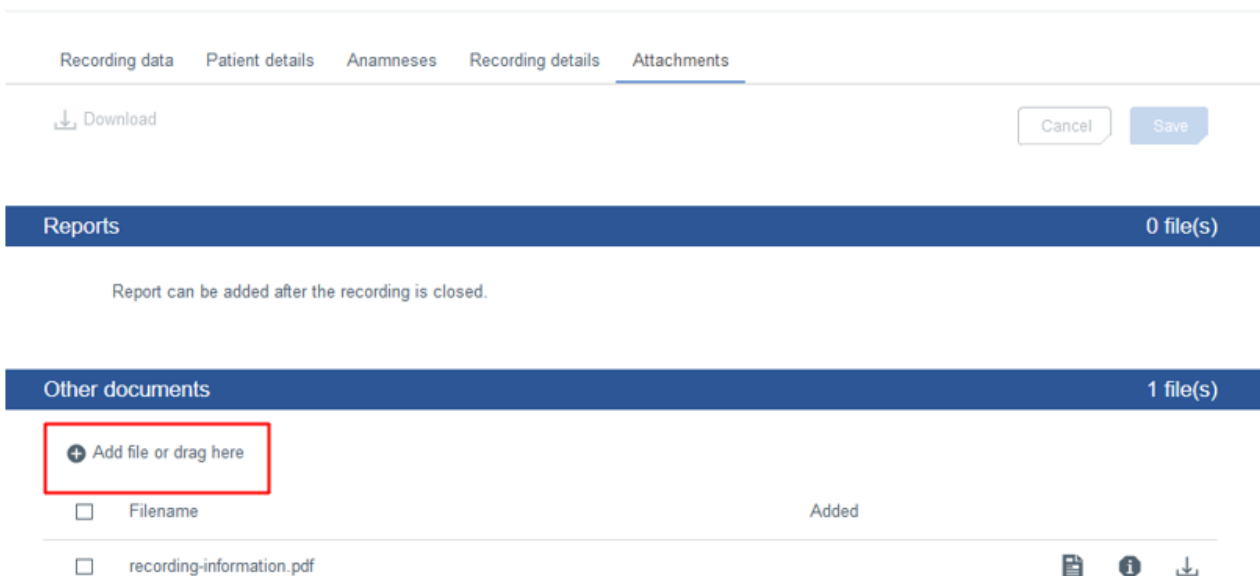 Recording data Patient details Anamneses Recording details Attachments
Download Cancel Save
Reports 0 file(s)
Report can be added after the recording is closed.
Other documents 1 file(s)
Add file or drag here
Filename Added
recording-information.pdf